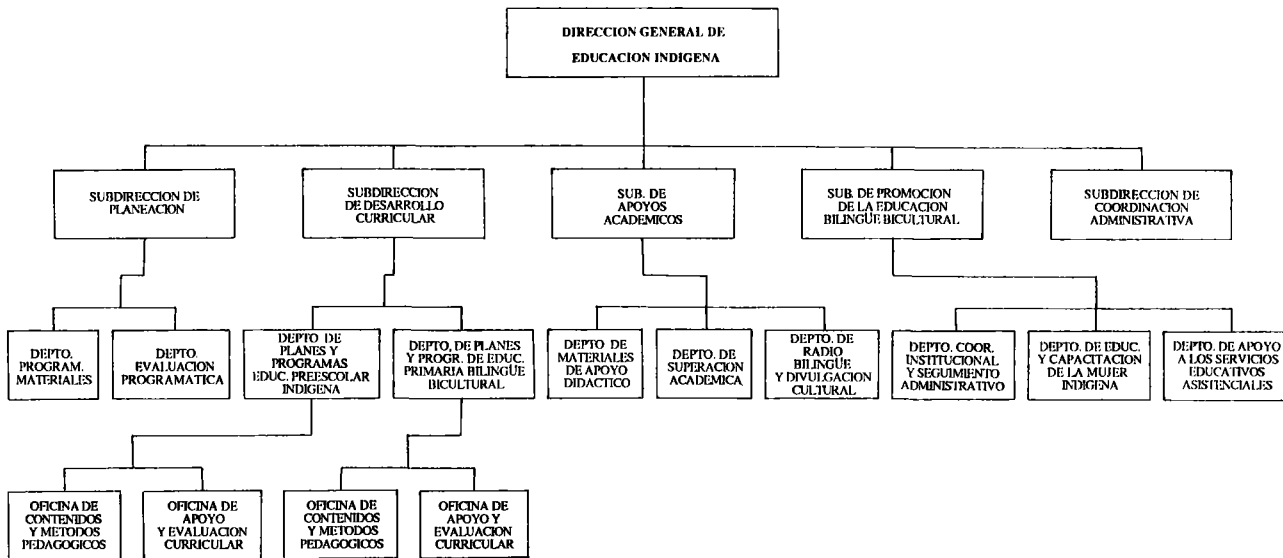 DIRECCION GENERAL DE
EDUCACION INDIGENA
SUBDIRECCION DE
PLANEACION
SUBDIRECCION
DE DESARROLLO
CURRICULAR
SUB. DE
APOYOS
ACADEMICOS
SUB. DE PROMOCION
DE LA EDUCACION
BILINGÜE BICULTURAL
SUBDIRECCION DE
COORDINACION
ADMINISTRATIVA
DEPTO.
PROGRAM.
MATERIALES
DEPTO.
EVALUACION
PROGRAMATICA
DEPTO DE
PLANES Y
PROGRAMAS
EDUC. PREESCOLAR
INDIGENA
DEPTO, DE PLANES
Y PROGR. DE EDUC.
PRIMARIA BILINGÜE
BICULTURAL
DEPTO DE
MATERIALES
DE APOYO
DIDACTICO
DEPTO. DE
SUPERACION
ACADEMICA
DEPTO. DE
RADIO
BILINGÜE
Y DIVULGACION
CULTURAL
DEPTO. COOR.
INSTITUCIONAL
Y SEGUIMIENTO
ADMINISTRATIVO
DEPTO. DE EDUC.
Y CAPACITACION
DE LA MUJER
INDIGENA
DEPTO. DE APOYO
A LOS SERVICIOS
EDUCATIVOS
ASISTENCIALES
OFICINA DE
CONTENIDOS
Y METODOS
PEDAGOGICOS
OFICINA DE
APOYO
Y EVALUACION
CURRICULAR
OFICINA DE
CONTENIDOS
Y METODOS
PEDAGOGICOS
OFICINA DE
APOYO Y
EVALUACION
CURRICULAR